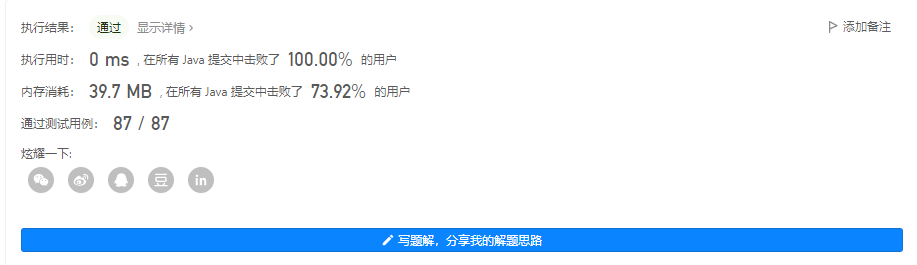 执行结果： 通过 显示详情 › 添加备注
执行用时： 0 ms , 在所有 Java 提交中击败了 100.00% 的用户
内存消耗： 39.7 MB , 在所有 Java 提交中击败了 73.92% 的用户
通过测试用例： 87 / 87
炫耀一下:
豆 in
写题解，分享我的解题思路